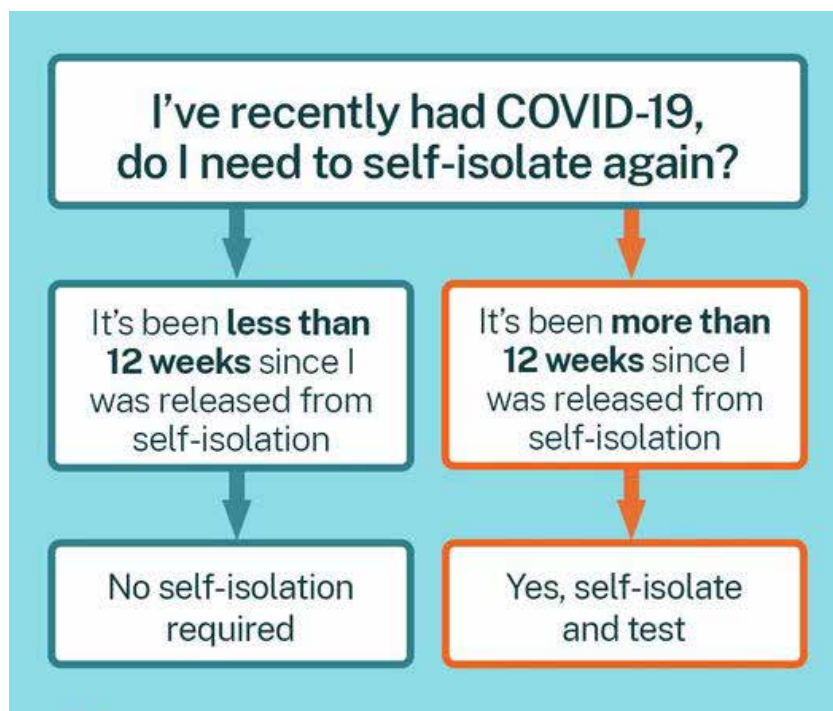 I’ve recently had COVID-19,
do I need to self-isolate again?
It’s been less than
12 weeks since I
was released from
self-isolation
It’s been more than
12 weeks since I
was released from
self-isolation
No self-isolation
required
Yes, self-isolate
and test